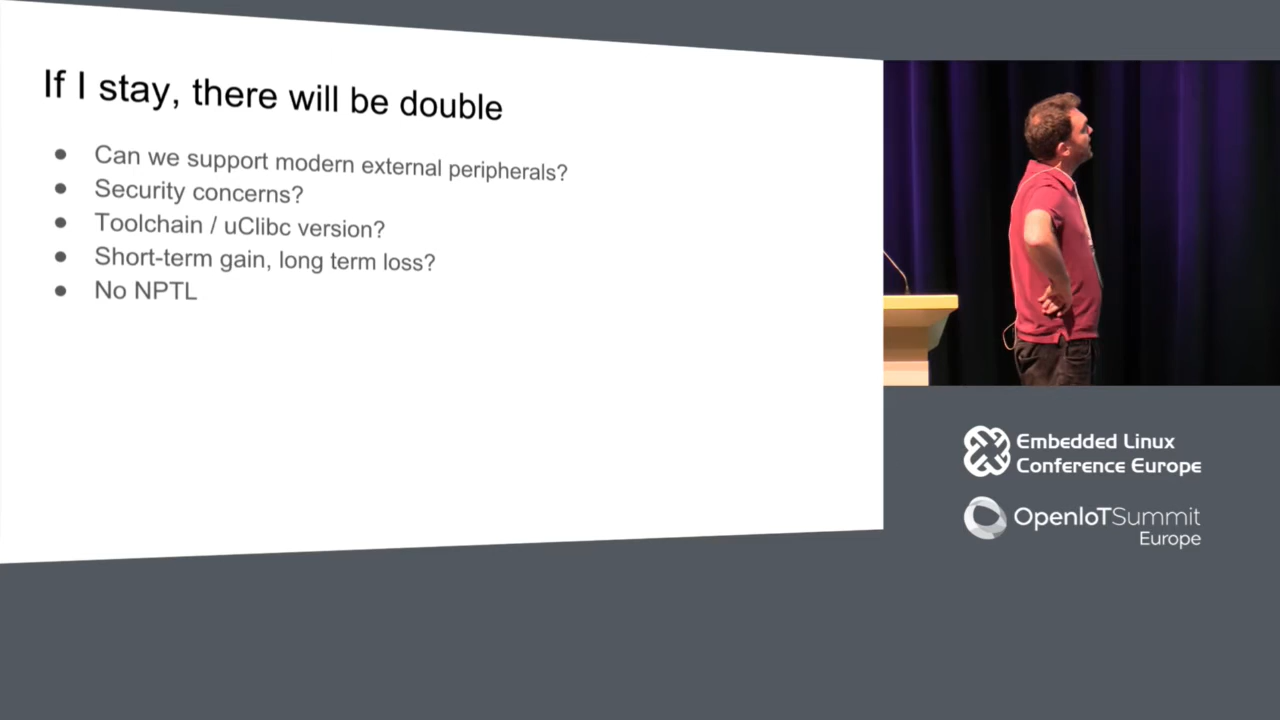 If I stay, there will be double
● Can we support modern external peripherals?
● Security concerns?
● Toolchain / uClibc version?
● Short-term gain, long term loss?
● No NPTL
Embedded Linux
Conference Europe
OpenIoTSummit
Europe